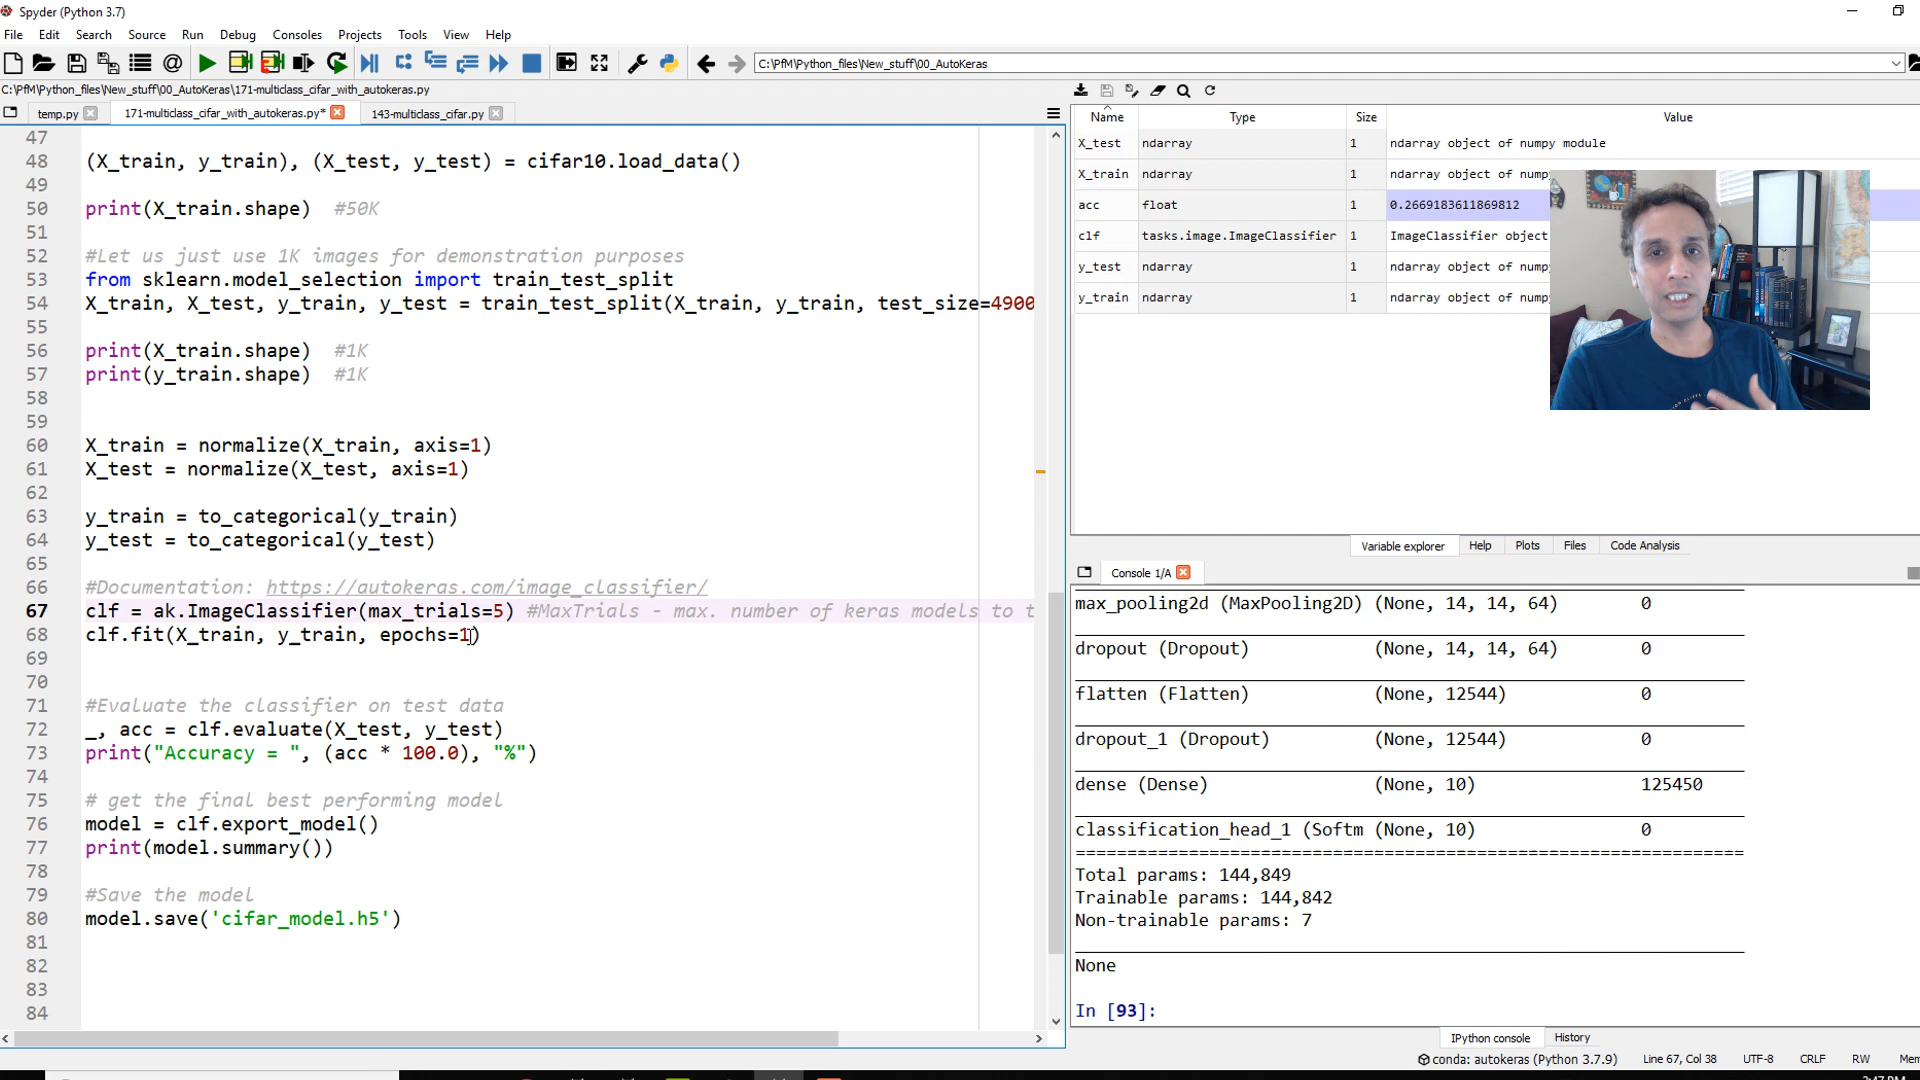 Spyder (Python 3.7)
File Edit Search Source Run Debug Consoles Projects Tools View Help
C:\PfM\Python_files\New_stuff\00_AutoKeras
C:\PfM\Python_files\New_stuff\00_AutoKeras\171-multiclass_cifar_with_autokeras.py
temp.py 171-multiclass_cifar_with_autokeras.py* 143-multiclass_cifar.py
47
48 (X_train, y_train), (X_test, y_test) = cifar10.load_data()
49
50 print(X_train.shape) #50K
51
52 #Let us just use 1K images for demonstration purposes
53 from sklearn.model_selection import train_test_split
54 X_train, X_test, y_train, y_test = train_test_split(X_train, y_train, test_size=4900
55
56 print(X_train.shape) #1K
57 print(y_train.shape) #1K
58
59
60 X_train = normalize(X_train, axis=1)
61 X_test = normalize(X_test, axis=1)
62
63 y_train = to_categorical(y_train)
64 y_test = to_categorical(y_test)
65
66 #Documentation: https://autokeras.com/image_classifier/
67 clf = ak.ImageClassifier(max_trials=5) #MaxTrials - max. number of keras models to t
68 clf.fit(X_train, y_train, epochs=1)
69
70
71 #Evaluate the classifier on test data
72 _, acc = clf.evaluate(X_test, y_test)
73 print("Accuracy = ", (acc * 100.0), "%")
74
75 # get the final best performing model
76 model = clf.export_model()
77 print(model.summary())
78
79 #Save the model
80 model.save('cifar_model.h5')
81
82
83
84
Name Type Size Value
X_test ndarray 1 ndarray object of numpy module
X_train ndarray 1 ndarray object of nump
acc float 1 0.2669183611869812
clf tasks.image.ImageClassifier 1 ImageClassifier object
y_test ndarray 1 ndarray object of nump
y_train ndarray 1 ndarray object of nump
Variable explorer Help Plots Files Code Analysis
Console 1/A
max_pooling2d (MaxPooling2D) (None, 14, 14, 64) 0
dropout (Dropout) (None, 14, 14, 64) 0
flatten (Flatten) (None, 12544) 0
dropout_1 (Dropout) (None, 12544) 0
dense (Dense) (None, 10) 125450
classification_head_1 (Softm (None, 10) 0
================================================================
Total params: 144,849
Trainable params: 144,842
Non-trainable params: 7
None
In [93]:
IPython console History
conda: autokeras (Python 3.7.9) Line 67, Col 38 UTF-8 CRLF RW Mem